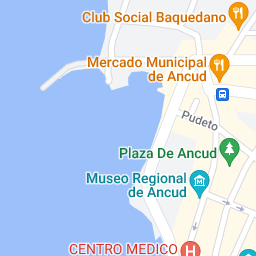 Club Social Baquedano
Mercado Municipal
de Ancud
Pudeto
Plaza De Ancud
Museo Regional
de Ancud
CENTRO MEDICO
H